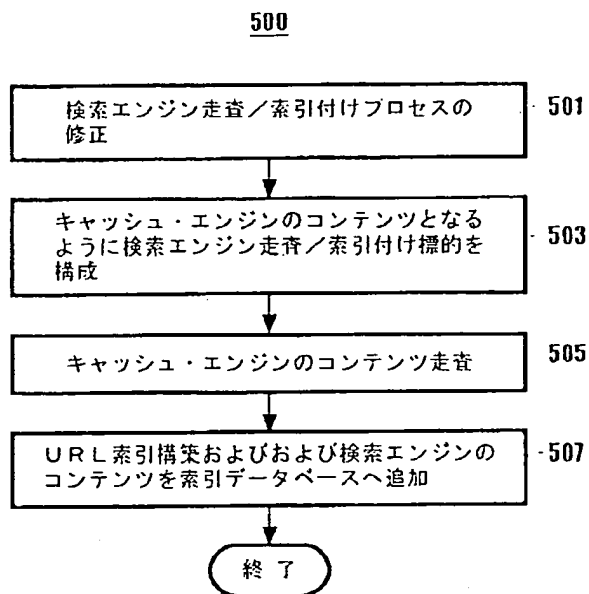 500
検索エンジン走査／索引付けプロセスの
修正
501
キャッシュ・エンジンのコンテンツとなる
ように検索エンジン走査／索引付け標的を
構成
503
キャッシュ・エンジンのコンテンツ走査
505
ＵＲＬ索引構築およびおよび検索エンジンの
コンテンツを索引データベースへ追加
507
終了